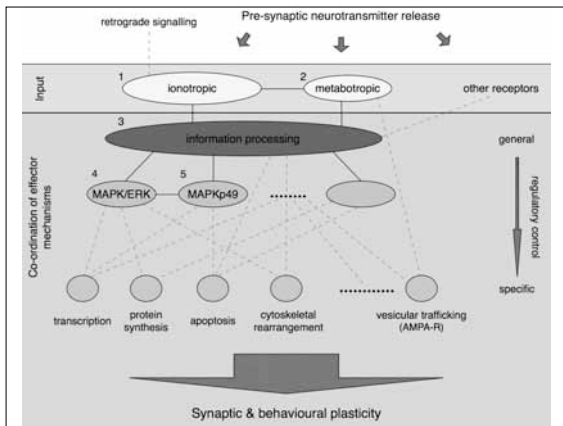 Pre-synaptic neurotransmitter release
retrograde signalling
1
ionotropic
2
metabotropic
other receptors
Input
3
information processing
general
4
MAPK/ERK
5
MAPKp49
........
regulatory control
Co-ordination of effector
mechanisms
specific
............
transcription
protein
synthesis
apoptosis
cytoskeletal
rearrangement
vesicular trafficking
(AMPA-R)
Synaptic & behavioural plasticity